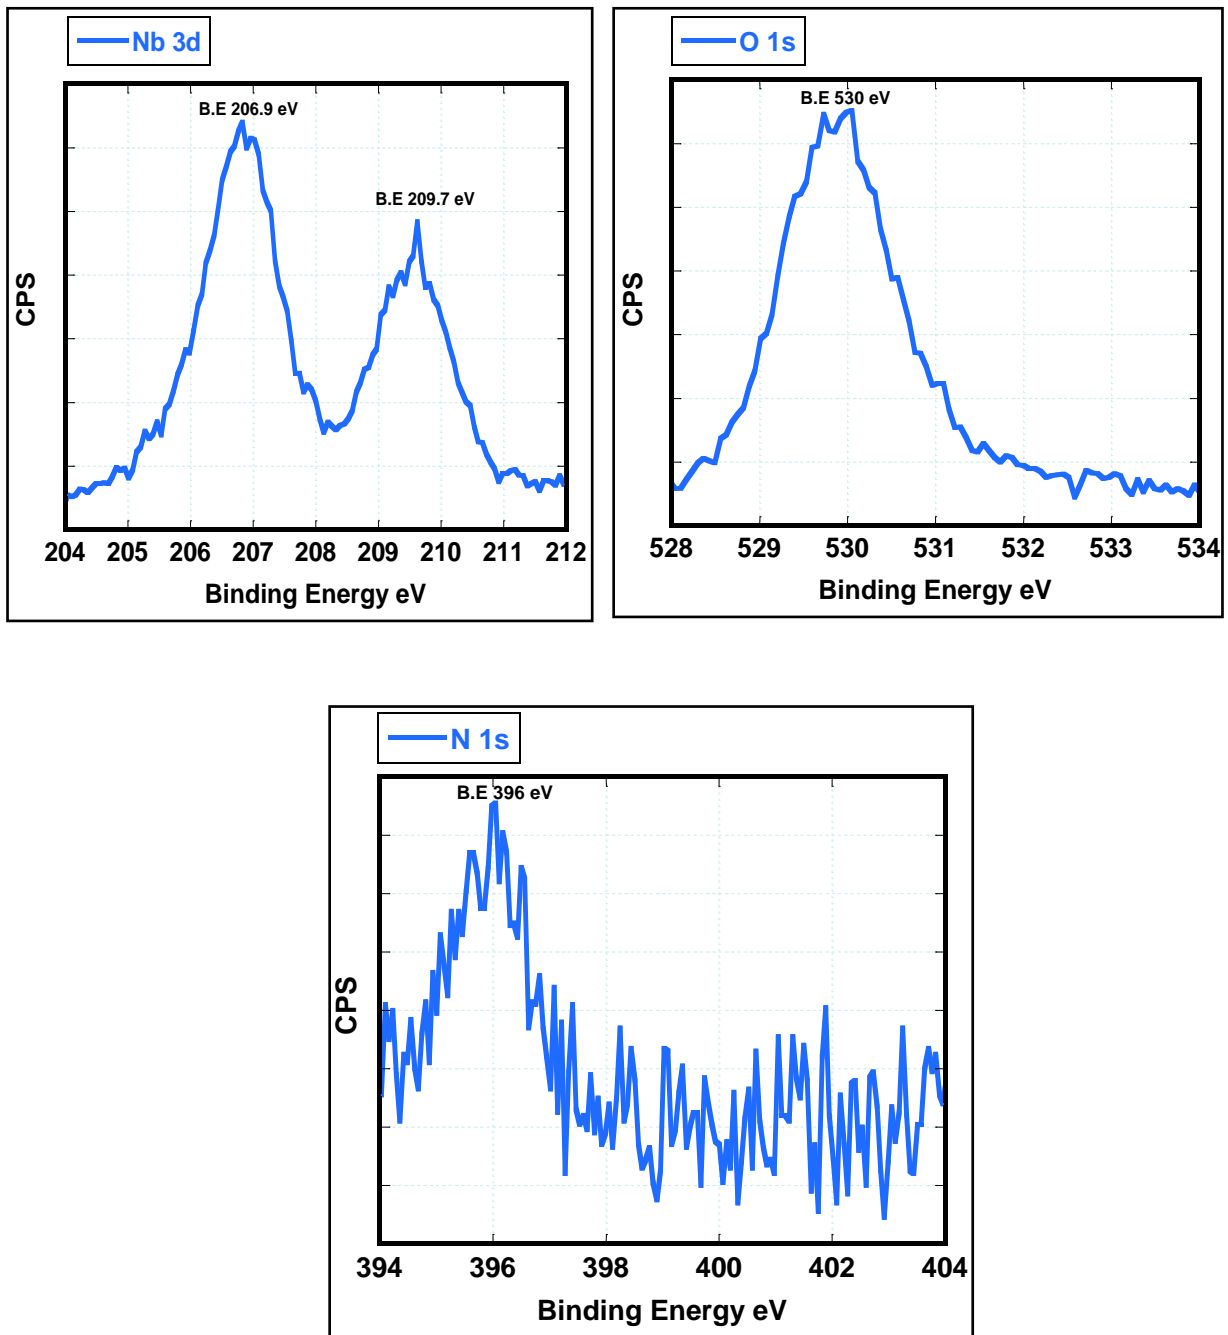 Nb 3d
B.E 206.9 eV
B.E 209.7 eV
CPS
204 205 206 207 208 209 210 211 212
Binding Energy eV
O 1s
B.E 530 eV
CPS
528 529 530 531 532 533 534
Binding Energy eV
N 1s
B.E 396 eV
CPS
394 396 398 400 402 404
Binding Energy eV